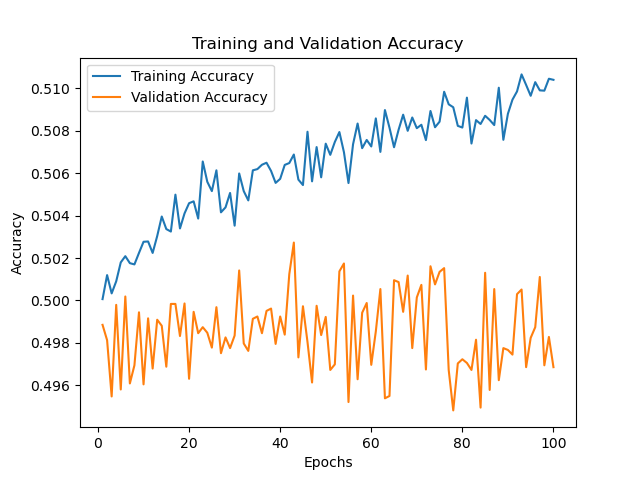 Training and Validation Accuracy
Training Accuracy
Validation Accuracy
0.510
0.508
0.506
0.504
0.502
0.500
0.498
0.496
Accuracy
0 20 40 60 80 100
Epochs